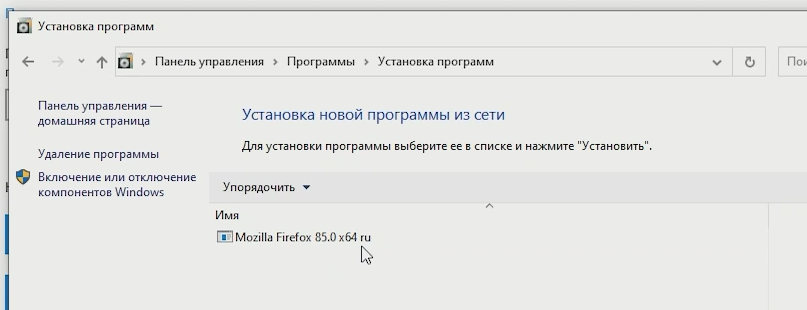 Установка программ
Панель управления > Программы > Установка программ
Панель управления —
домашняя страница
Удаление программы
Включение или отключение
компонентов Windows
Установка новой программы из сети
Для установки программы выберите ее в списке и нажмите "Установить".
Упорядочить
Имя
Mozilla Firefox 85.0 x64 ru